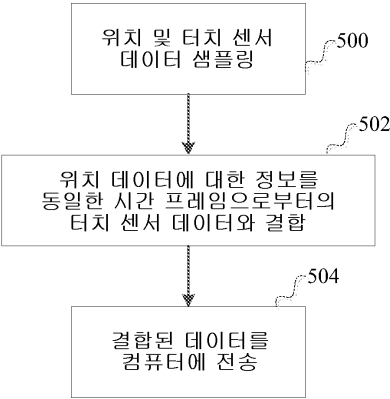 위치 및 터치 센서
데이터 샘플링
500
502
위치 데이터에 대한 정보를
동일한 시간 프레임으로부터의
터치 센서 데이터와 결합
504
결합된 데이터를
컴퓨터에 전송